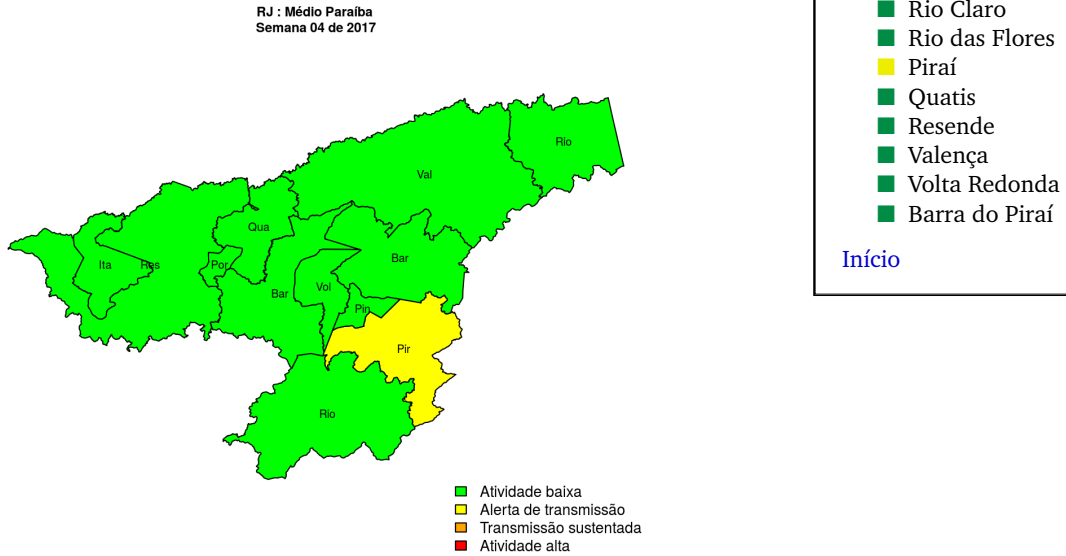 RJ : Médio Paraíba
Semana 04 de 2017
Rio
Val
Qua
Ita
Res
Por
Bar
Bar
Vol
Pin
Pir
Rio
Atividade baixa
Alerta de transmissão
Transmissão sustentada
Atividade alta
Rio Claro
Rio das Flores
Piraí
Quatis
Resende
Valença
Volta Redonda
Barra do Piraí
Início